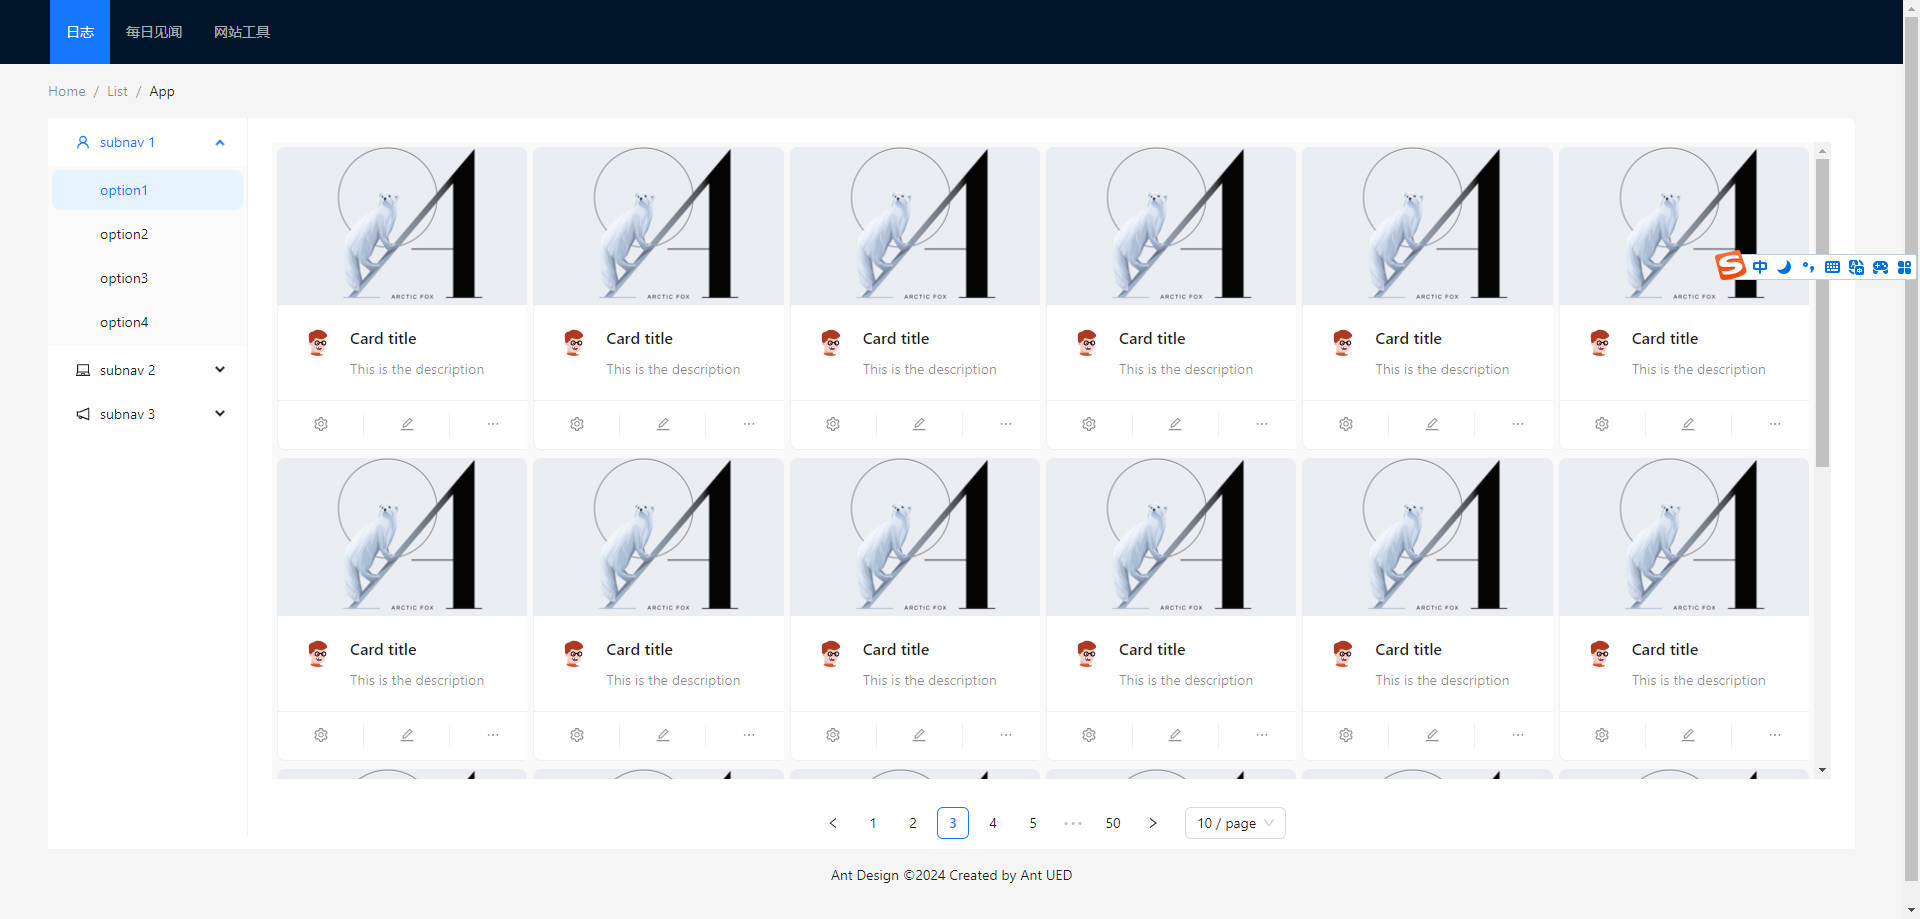 日志 每日见闻 网站工具
Home / List / App
subnav 1
option1
option2
option3
option4
subnav 2
subnav 3
ARCTIC FOX ARCTIC FOX ARCTIC FOX ARCTIC FOX ARCTIC FOX ARCTIC FOX
S 中
Card title Card title Card title Card title Card title Card title
This is the description This is the description This is the description This is the description This is the description This is the description
ARCTIC FOX ARCTIC FOX ARCTIC FOX ARCTIC FOX ARCTIC FOX ARCTIC FOX
Card title Card title Card title Card title Card title Card title
This is the description This is the description This is the description This is the description This is the description This is the description
1 2 3 4 5 ••• 50 10 / page
Ant Design ©2024 Created by Ant UED